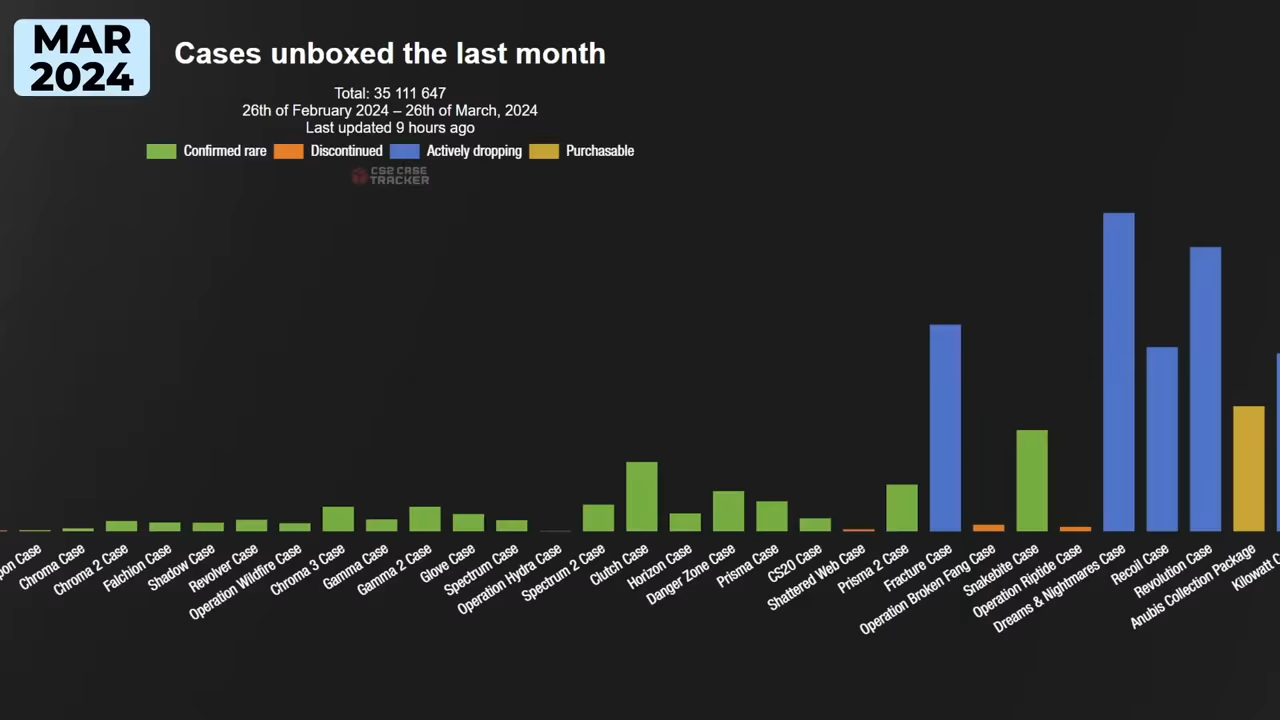 MAR
2024
Cases unboxed the last month
Total: 35 111 647
26th of February 2024 – 26th of March, 2024
Last updated 9 hours ago
Confirmed rare
Discontinued
Actively dropping
Purchasable
CS2 CASE
TRACKER
pon Case
Chroma Case
Chroma 2 Case
Falchion Case
Shadow Case
Revolver Case
Operation Wildfire Case
Chroma 3 Case
Gamma Case
Gamma 2 Case
Glove Case
Spectrum Case
Operation Hydra Case
Spectrum 2 Case
Clutch Case
Horizon Case
Danger Zone Case
Prisma Case
CS20 Case
Shattered Web Case
Prisma 2 Case
Fracture Case
Operation Broken Fang Case
Snakebite Case
Operation Riptide Case
Dreams & Nightmares Case
Recoil Case
Revolution Case
Anubis Collection Package
Kilowatt C